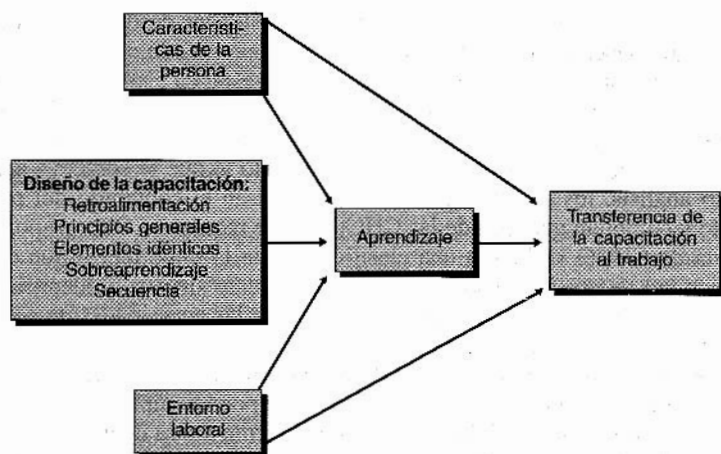 Característi-
cas de la
persona
Diseño de la capacitación:
Retroalimentación
Principios generales
Elementos idénticos
Sobreaprendizaje
Secuencia
Aprendizaje
Transferencia de
la capacitación
al trabajo
Entorno
laboral